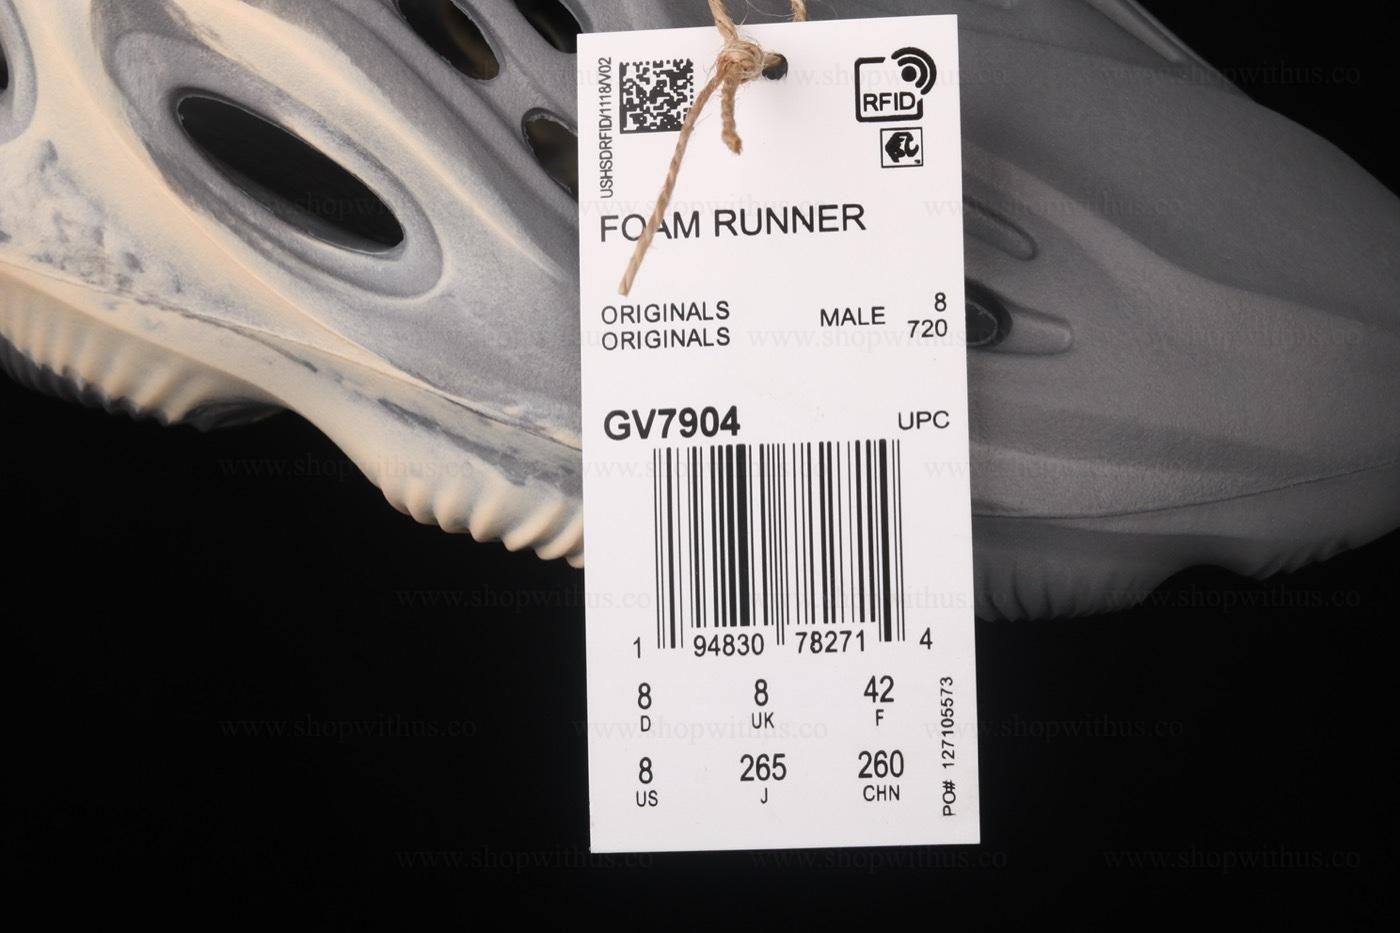 USHSDRFID/1118/V02
RFID
FOAM RUNNER
ORIGINALS
ORIGINALS
MALE
8
720
GV7904
UPC
1 94830 78271 4
8 8 42
D UK F
8 265 260
US J CHN
PO# 127105573
www.shopwithus.co